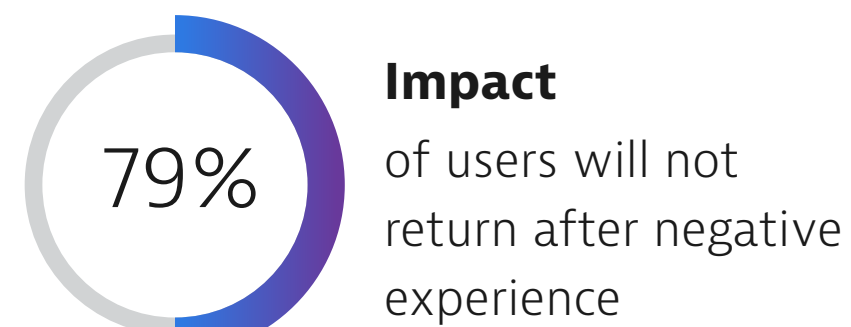 79%
Impact
of users will not
return after negative
experience